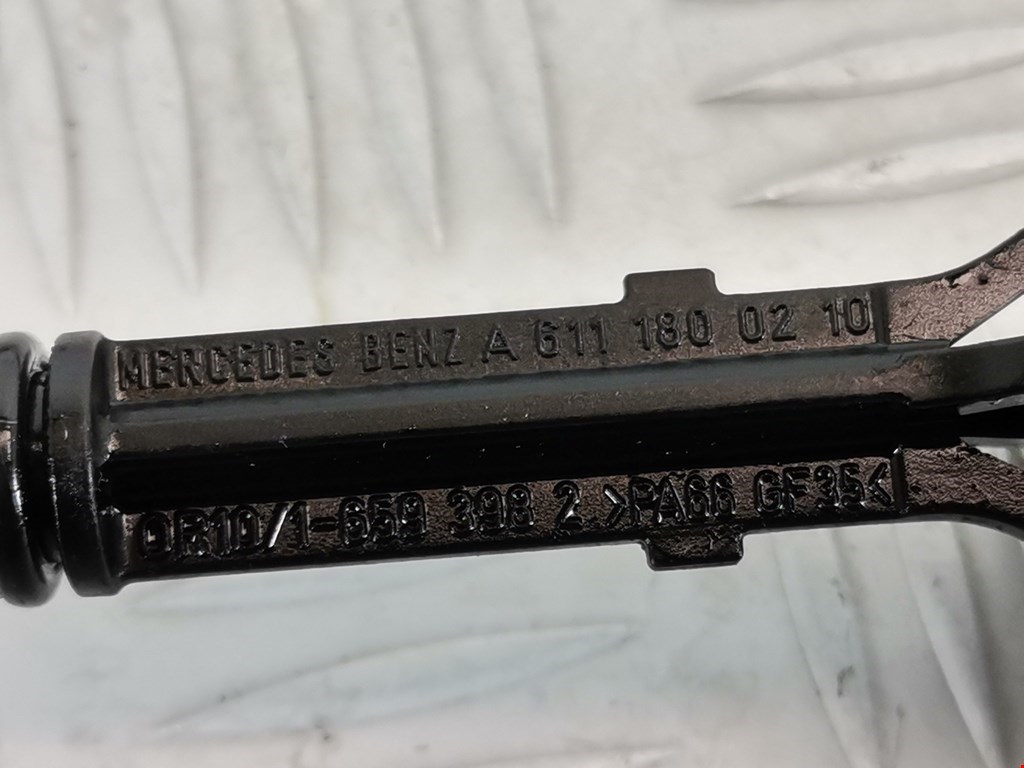 MERCEDES BENZ A 611 180 02 10
OR10/1-659 398 2 >PA66 GF35<